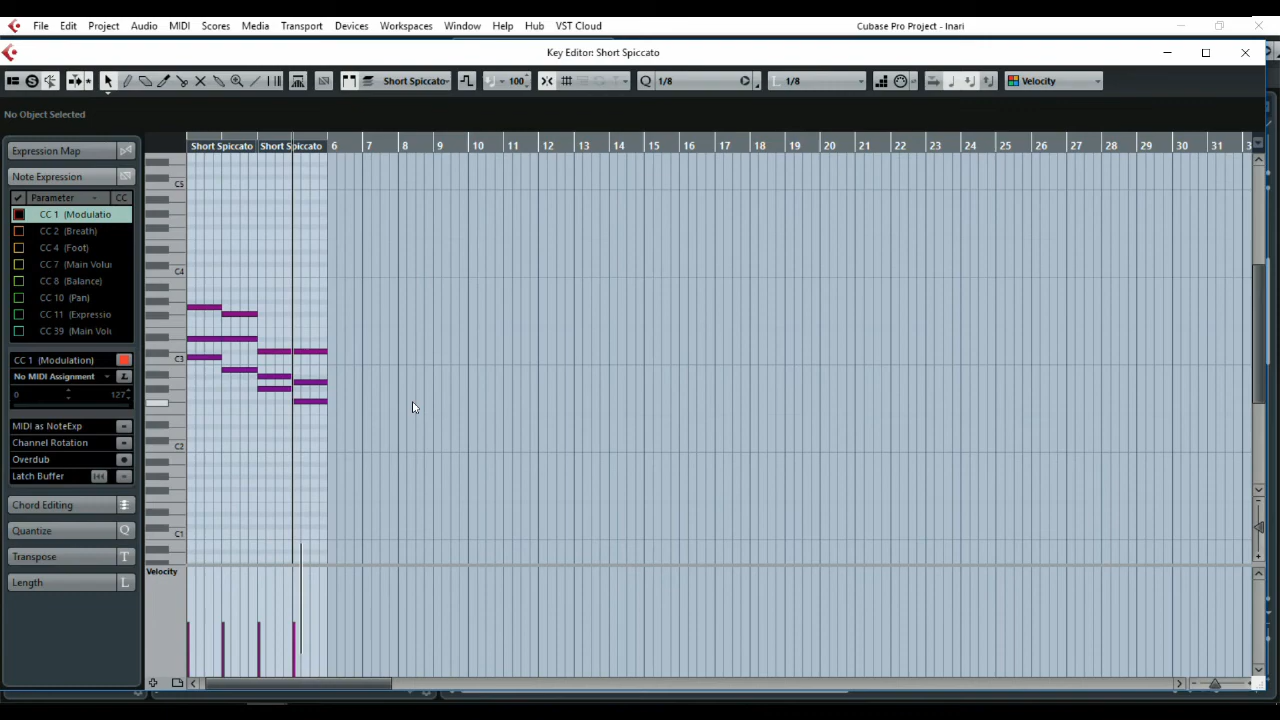 File Edit Project Audio MIDI Scores Media Transport Devices Workspaces Window Help Hub VST Cloud Cubase Pro Project - Inari
Key Editor: Short Spiccato
Short Spiccato 100 Q 1/8 L 1/8 Velocity
No Object Selected
Expression Map
Short Spiccato Short Spiccato 6 7 8 9 10 11 12 13 14 15 16 17 18 19 20 21 22 23 24 25 26 27 28 29 30 31
Note Expression
Parameter CC
CC 1 (Modulatio
CC 2 (Breath)
CC 4 (Foot)
CC 7 (Main Volu
CC 8 (Balance)
CC 10 (Pan)
CC 11 (Expressio
CC 39 (Main Volu
CC 1 (Modulation)
No MIDI Assignment
0 127
MIDI as NoteExp
Channel Rotation
Overdub
Latch Buffer
Chord Editing
Quantize Q
Transpose T
Length L
C5
C4
C3
C2
C1
Velocity